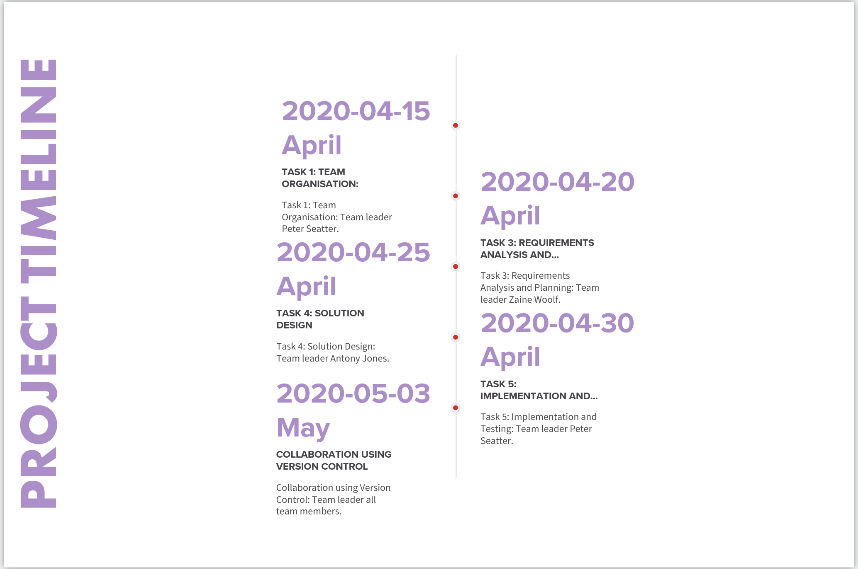 PROJECT TIMELINE
2020-04-15
April
TASK 1: TEAM
ORGANISATION:
Task 1: Team
Organisation: Team leader
Peter Seatter.
2020-04-20
April
TASK 3: REQUIREMENTS
ANALYSIS AND...
Task 3: Requirements
Analysis and Planning: Team
leader Zaine Woolf.
2020-04-25
April
TASK 4: SOLUTION
DESIGN
Task 4: Solution Design:
Team leader Antony Jones.
2020-04-30
April
TASK 5:
IMPLEMENTATION AND...
Task 5: Implementation and
Testing: Team leader Peter
Seatter.
2020-05-03
May
COLLABORATION USING
VERSION CONTROL
Collaboration using Version
Control: Team leader all
team members.